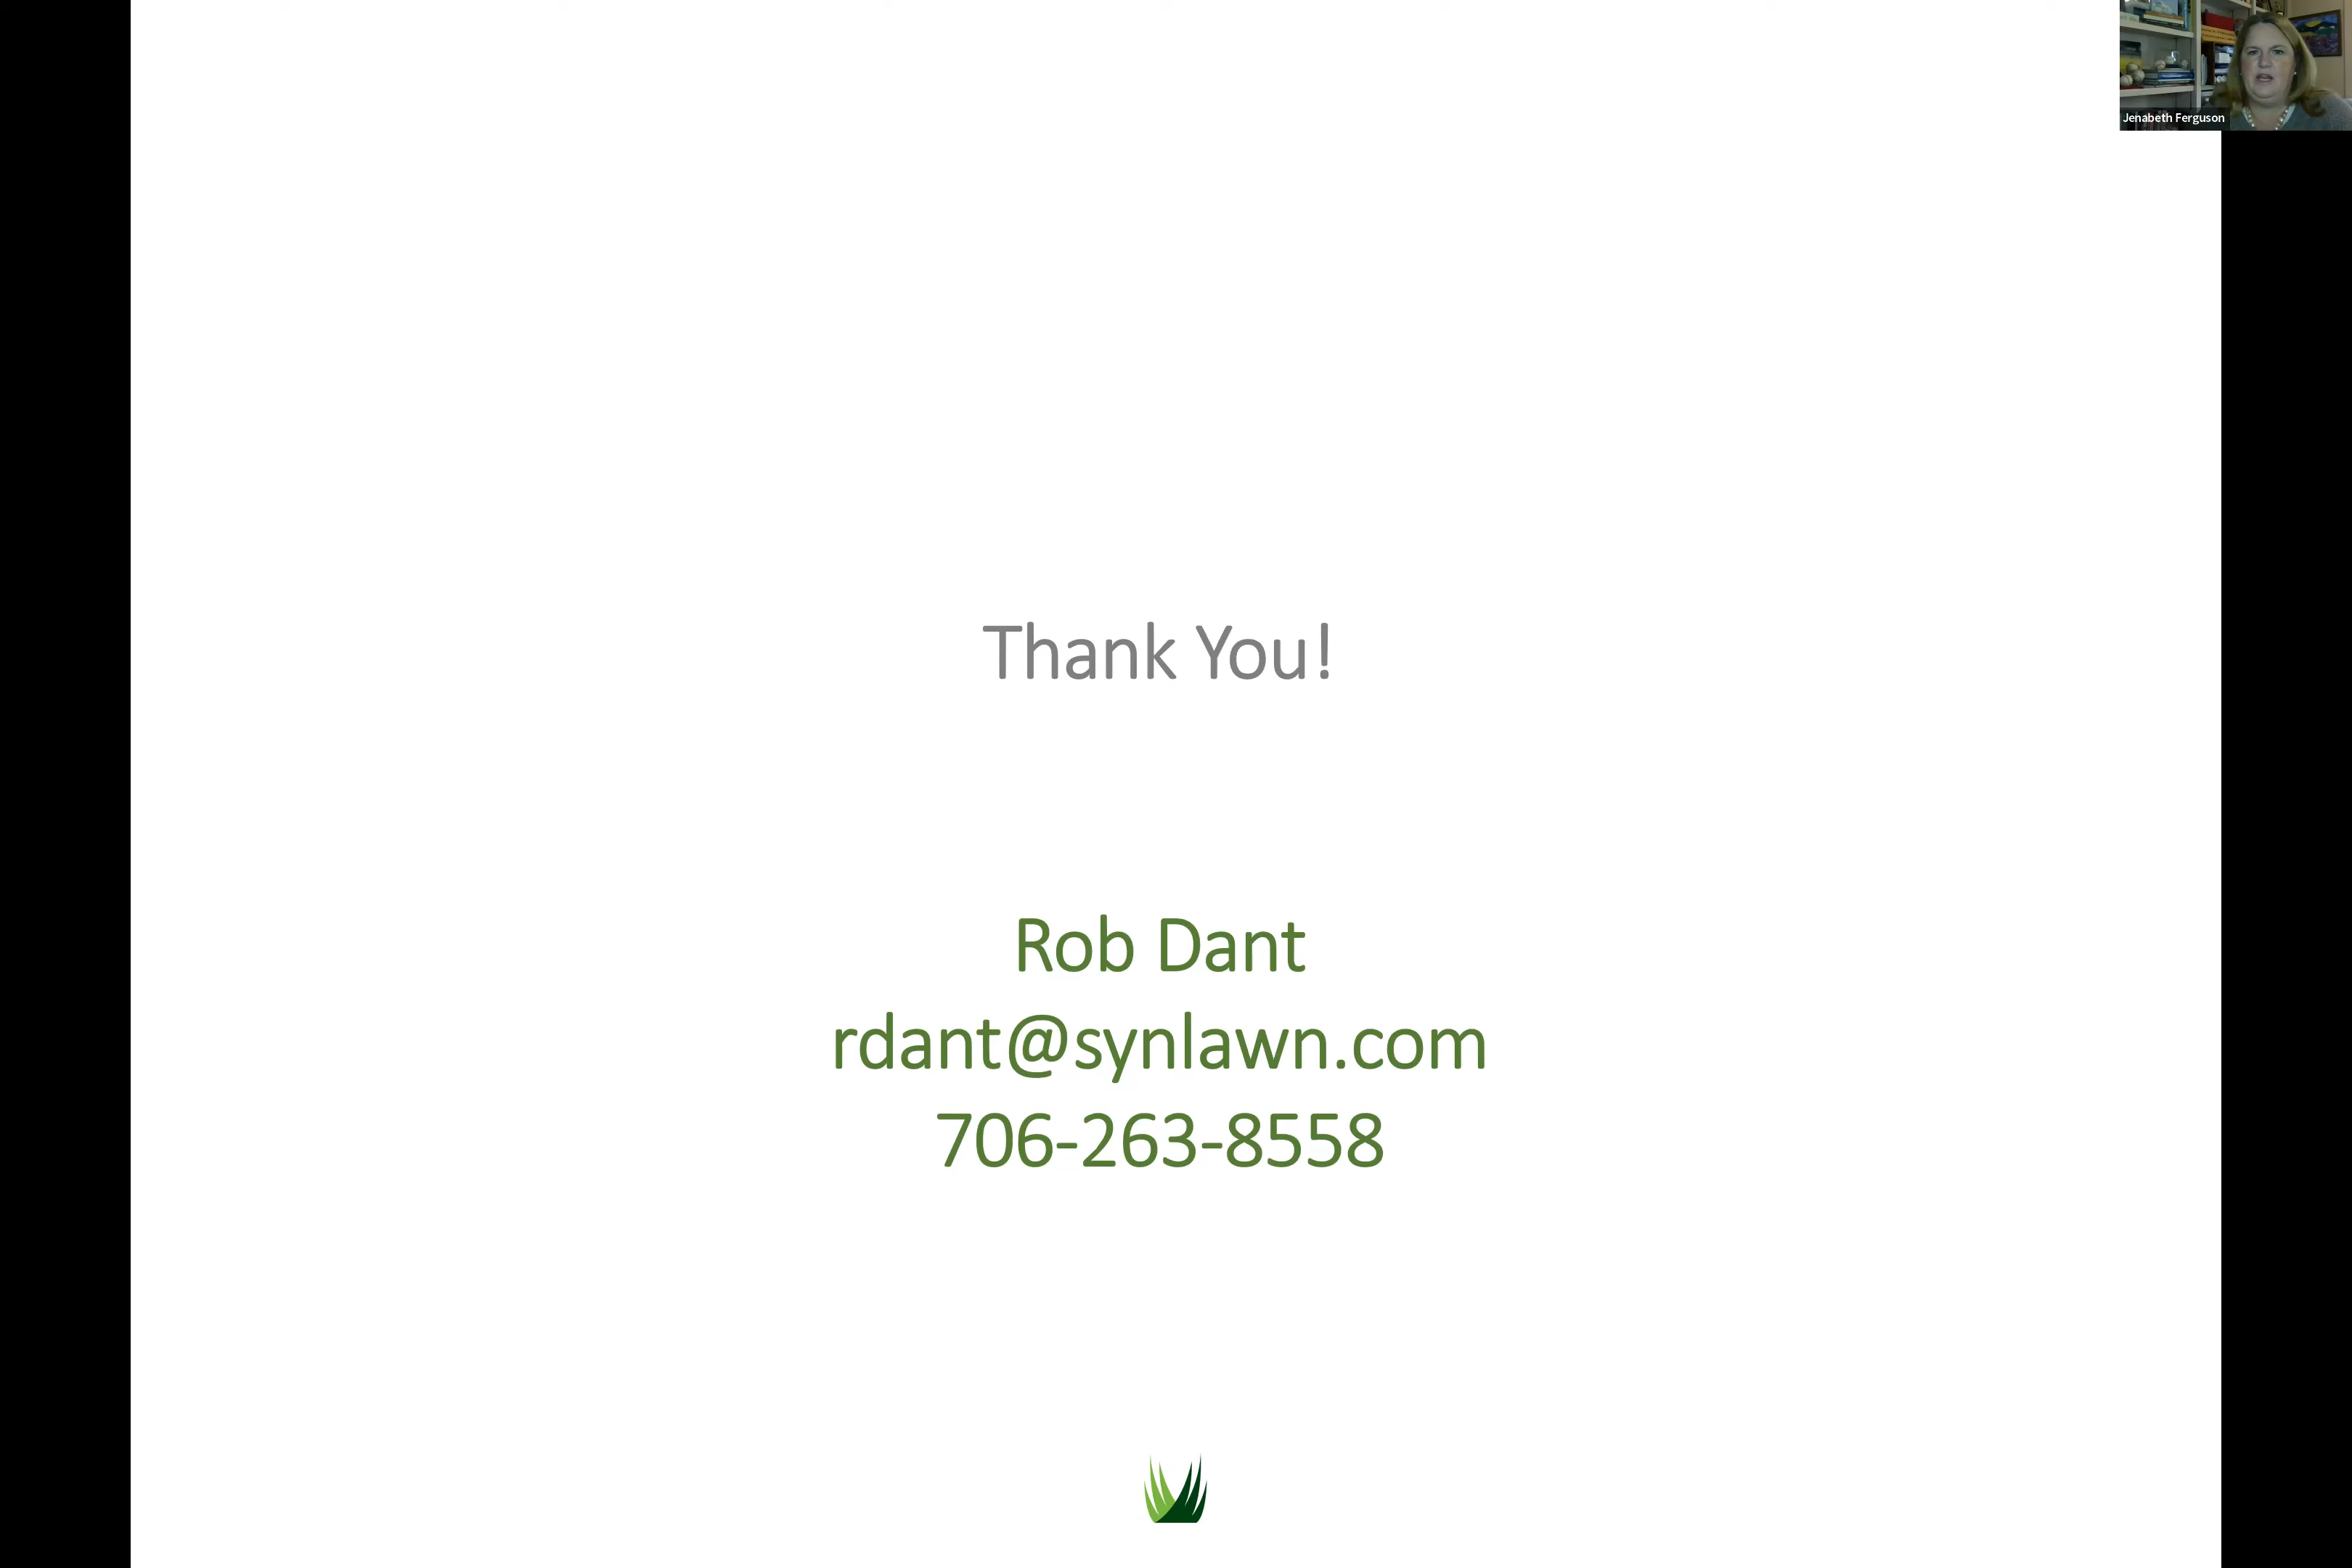 Jenabeth Ferguson
Thank You!
Rob Dant
rdant@synlawn.com
706-263-8558